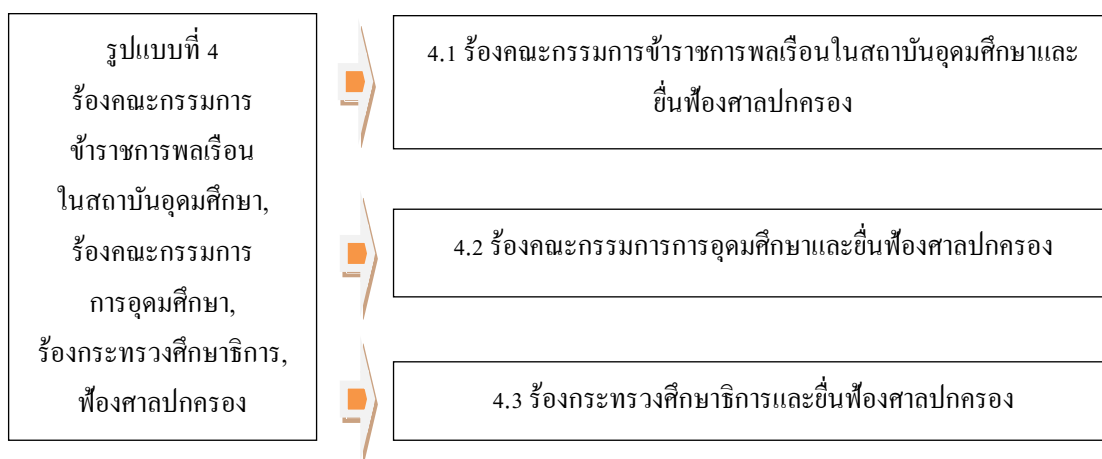 รูปแบบที่ 4
ร้องคณะกรรมการ
ข้าราชการพลเรือน
ในสถาบันอุดมศึกษา,
ร้องคณะกรรมการ
การอุดมศึกษา,
ร้องกระทรวงศึกษาธิการ,
ฟ้องศาลปกครอง
4.1 ร้องคณะกรรมการข้าราชการพลเรือนในสถาบันอุดมศึกษาและ
ยื่นฟ้องศาลปกครอง
4.2 ร้องคณะกรรมการการอุดมศึกษาและยื่นฟ้องศาลปกครอง
4.3 ร้องกระทรวงศึกษาธิการและยื่นฟ้องศาลปกครอง